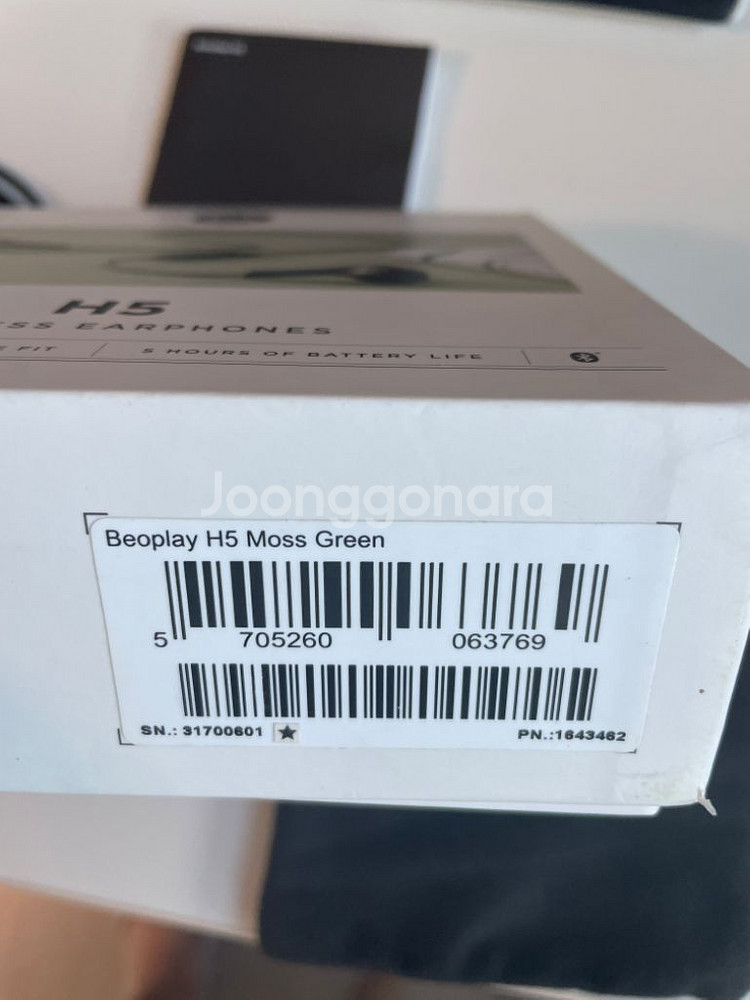 H5
SS EARPHONES
E FIT | 5 HOURS OF BATTERY LIFE
Joonggonara
Beoplay H5 Moss Green
5 705260 063769
SN.: 31700601 ★ PN.:1643462